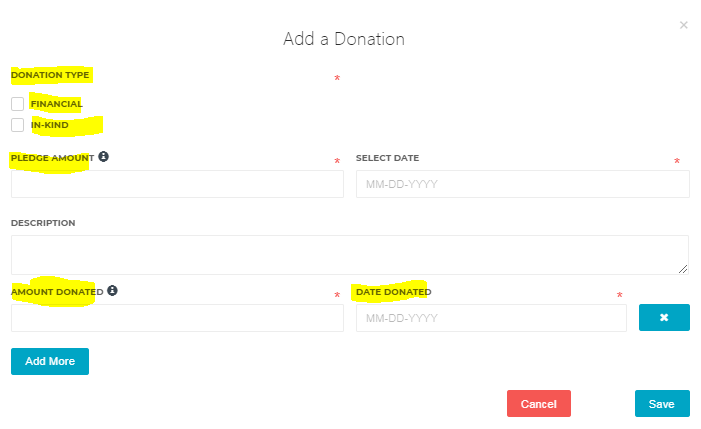 ×
Add a Donation
DONATION TYPE *
FINANCIAL
IN-KIND
PLEDGE AMOUNT * SELECT DATE *
MM-DD-YYYY
DESCRIPTION
AMOUNT DONATED * DATE DONATED *
MM-DD-YYYY ✖
Add More
Cancel Save